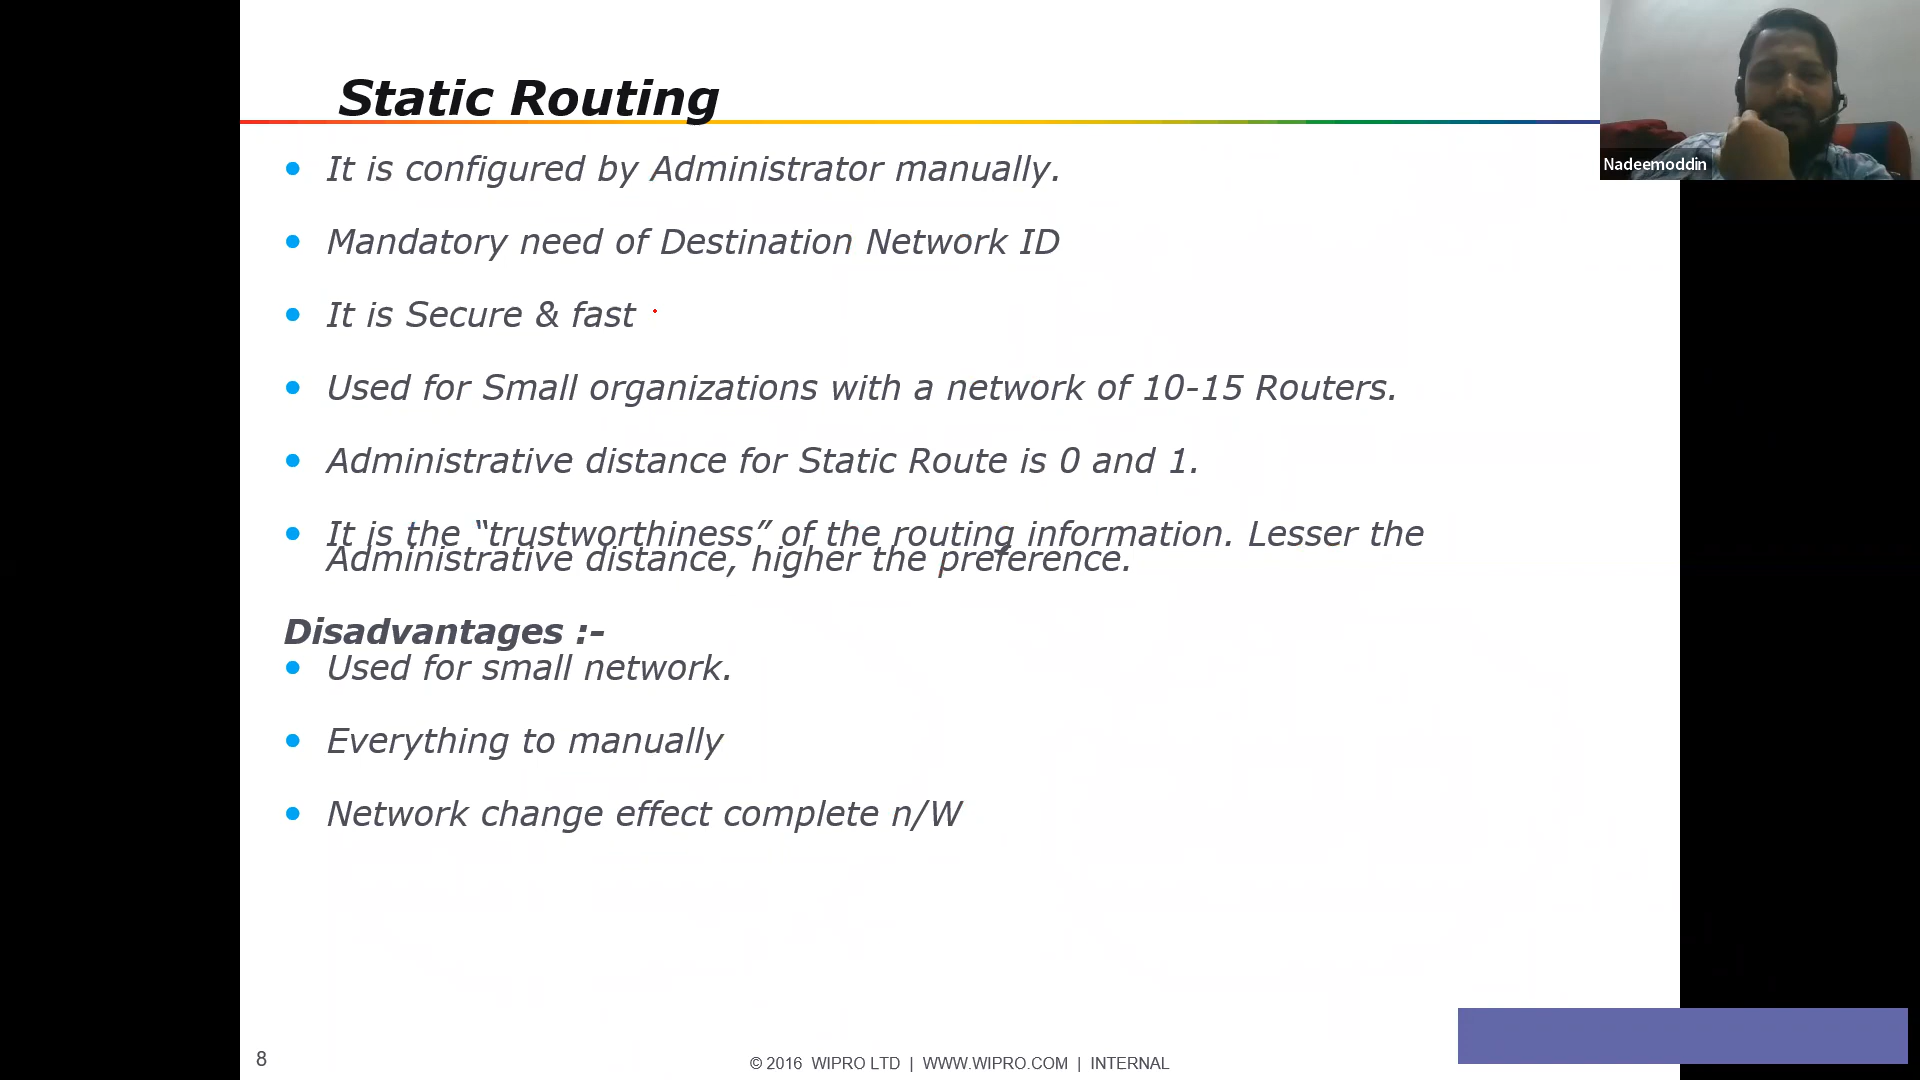 Static Routing
Nadeemoddin
It is configured by Administrator manually.
Mandatory need of Destination Network ID
It is Secure & fast
Used for Small organizations with a network of 10-15 Routers.
Administrative distance for Static Route is 0 and 1.
It is the “trustworthiness” of the routing information. Lesser the
Administrative distance, higher the preference.
Disadvantages :-
Used for small network.
Everything to manually
Network change effect complete n/W
8
© 2016 WIPRO LTD | WWW.WIPRO.COM | INTERNAL